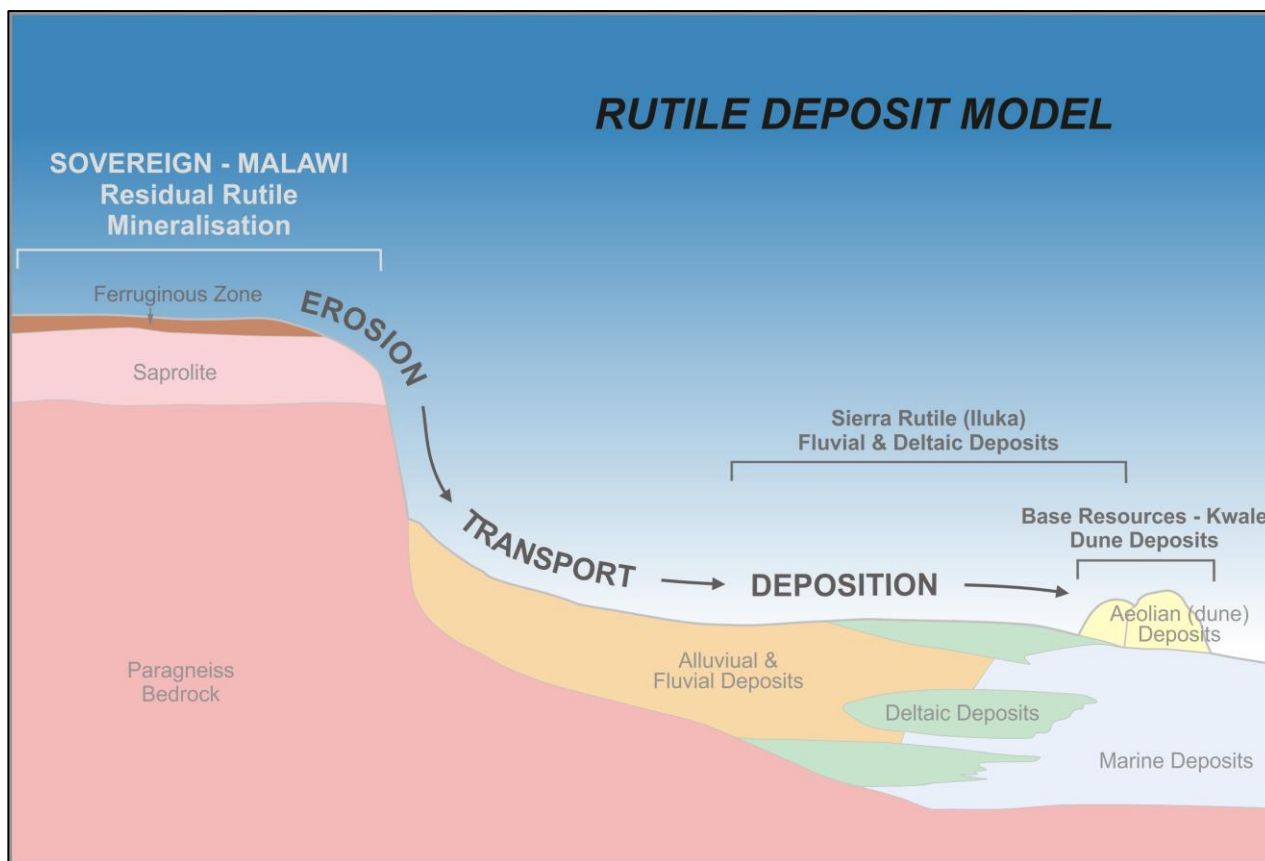 RUTILE DEPOSIT MODEL
SOVEREIGN - MALAWI
Residual Rutile
Mineralisation
Ferruginous Zone
EROSION
Saprolite
Sierra Rutile (Iluka)
Fluvial & Deltaic Deposits
Base Resources - Kwale
Dune Deposits
TRANSPORT
DEPOSITION
Aeolian (dune)
Deposits
Paragneiss
Bedrock
Alluviual &
Fluvial Deposits
Deltaic Deposits
Marine Deposits